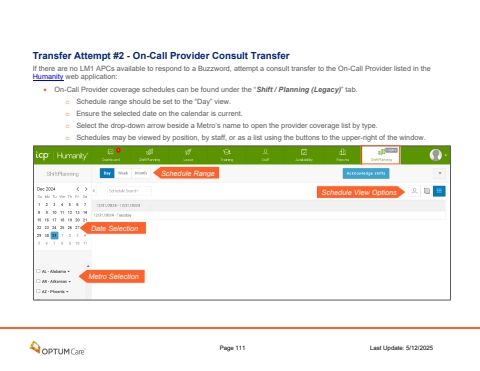 Transfer Attempt #2 - On-Call Provider Consult Transfer
If there are no LM1 APCs available to respond to a Buzzword, attempt a consult transfer to the On-Call Provider listed in the
Humanity web application:
• On-Call Provider coverage schedules can be found under the "Shift / Planning (Legacy)" tab.
o Schedule range should be set to the "Day" view.
o Ensure the selected date on the calendar is current.
o Select the drop-down arrow beside a Metro's name to open the provider coverage list by type.
o Schedules may be viewed by position, by staff, or as a list using the buttons to the upper-right of the window.
tcp Humanity
Dashboard ShiftPlanning Leave Training Staff Availability Reports ShiftPlanning
ShiftPlanning Day Week Month Schedule Range Acknowledge Shifts
Dec 2024 Schedule Search Schedule View Options
Su Mo Tu We Th Fr Sa
1 2 3 4 5 6 7
8 9 10 11 12 13 14
15 16 17 18 19 20 21
22 23 24 25 26 27
29 30 31 1 2 3 4
5 6 7 8 9 10 11
12/31/2024 - 12/31/2024
12/31/2024 - Tuesday
Date Selection
Metro Selection
AL - Alabama
AR - Arkansas
AZ - Phoenix
OPTUMCare Page 111 Last Update: 5/12/2025